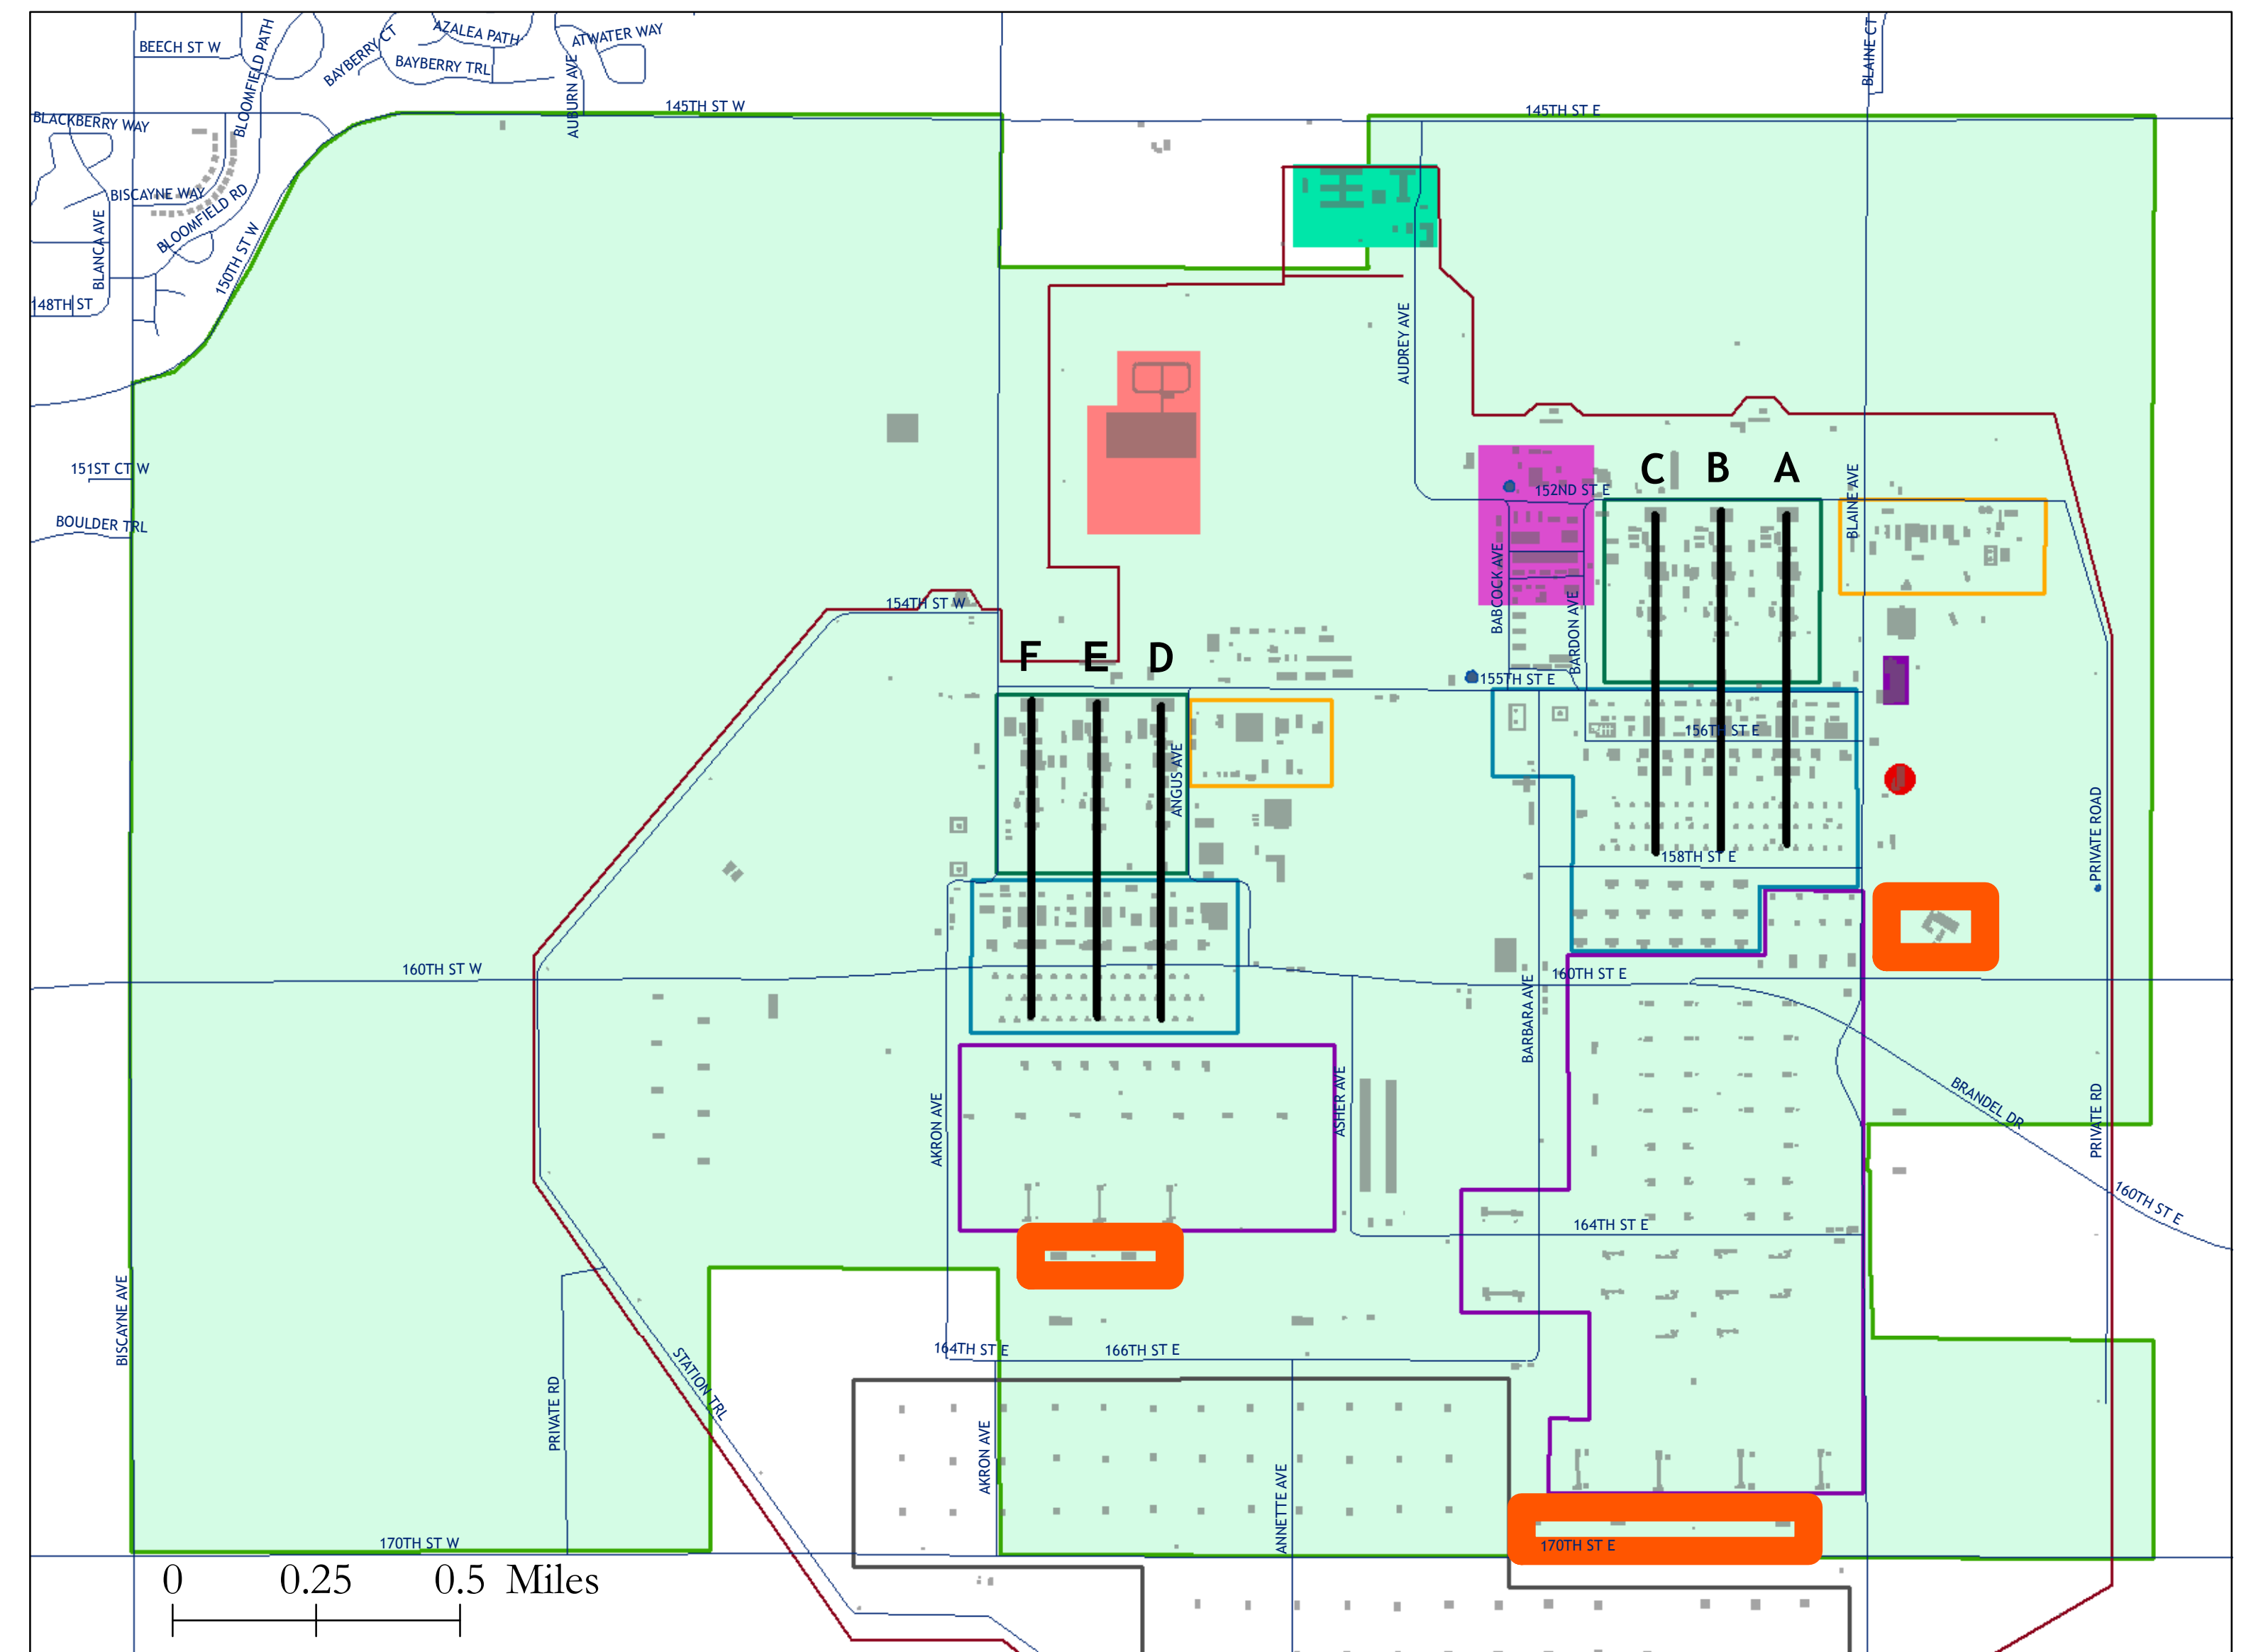 BEECH ST W
BLOOMFIELD PATH
BAYBERRY CT
AZALEA PATH
BAYBERRY TRL
AUBURN AVE
ATWATER WAY
BLAINE CT
145TH ST W
145TH ST E
BLACKBERRY WAY
BISCAYNE WAY
BLOOMFIELD RD
BLANCA AVE
150TH ST W
148TH ST
AUDREY AVE
151ST CT W
BOULDER TRL
C B A
152ND ST E
BLAINE AVE
BABCOCK AVE
BARDON AVE
154TH ST W
F E D
155TH ST E
156TH ST E
ANGUS AVE
PRIVATE ROAD
158TH ST E
160TH ST W
160TH ST E
BARBARA AVE
AKRON AVE
ASHER AVE
BRANDEL DR
PRIVATE RD
160TH ST E
164TH ST E
BISCAYNE AVE
STATION TRL
164TH ST E
166TH ST E
PRIVATE RD
AKRON AVE
ANNETTE AVE
170TH ST W
170TH ST E
0 0.25 0.5 Miles